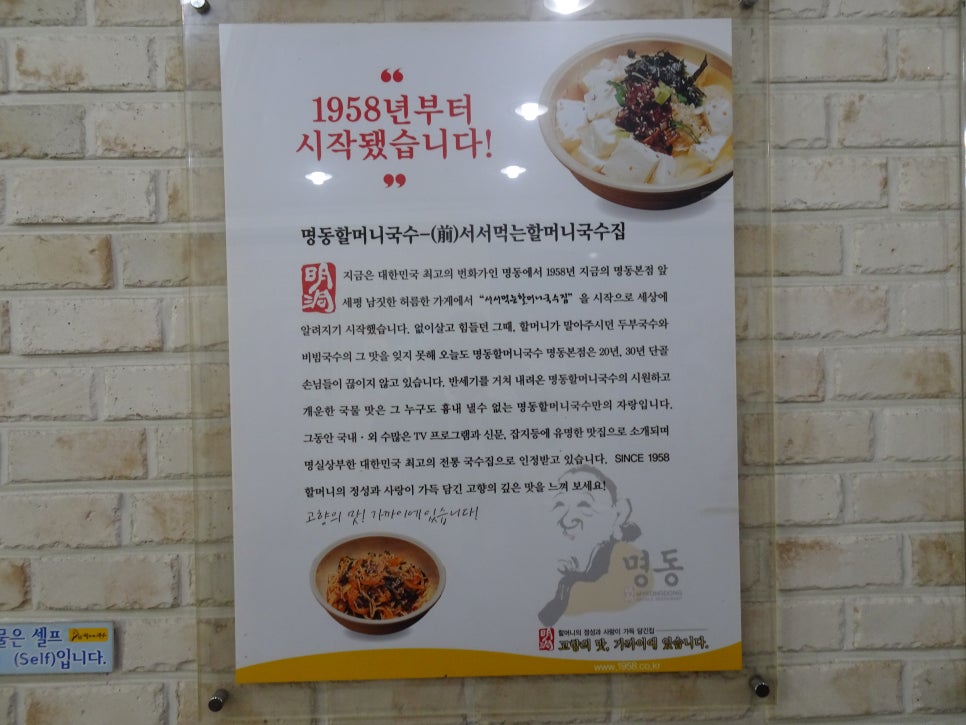 “
1958년부터
시작됐습니다!
”
명동할머니국수-(前)서서먹는할머니국수집
明洞
지금은 대한민국 최고의 번화가인 명동에서 1958년 지금의 명동본점 앞
세평 남짓한 허름한 가게에서 “서서먹는할머니국수집” 을 시작으로 세상에
알려지기 시작했습니다. 없이살고 힘들던 그때, 할머니가 말아주시던 두부국수와
비빔국수의 그 맛을 잊지 못해 오늘도 명동할머니국수 명동본점은 20년, 30년 단골
손님들이 끊이지 않고 있습니다. 반세기를 거쳐 내려온 명동할머니국수의 시원하고
개운한 국물 맛은 그 누구도 흉내 낼수 없는 명동할머니국수만의 자랑입니다.
그동안 국내·외 수많은 TV 프로그램과 신문, 잡지등에 유명한 맛집으로 소개되며
명실상부한 대한민국 최고의 전통 국수집으로 인정받고 있습니다. SINCE 1958
할머니의 정성과 사랑이 가득 담긴 고향의 깊은 맛을 느껴 보세요!
고향의 맛! 가까이에있습니다!
명동
MYEONGDONG
明洞
할머니의 정성과 사랑이 가득 담긴집
고향의 맛, 가까이에 있습니다.
www.1958.co.kr
물은 셀프
(Self)입니다.